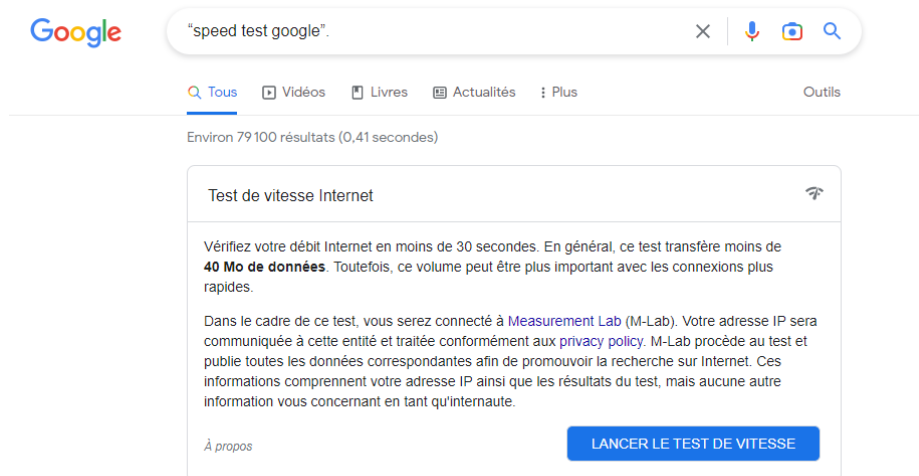 Google
“speed test google”.
Tous Vidéos Livres Actualités Plus Outils
Environ 79 100 résultats (0,41 secondes)
Test de vitesse Internet
Vérifiez votre débit Internet en moins de 30 secondes. En général, ce test transfère moins de
40 Mo de données. Toutefois, ce volume peut être plus important avec les connexions plus
rapides.
Dans le cadre de ce test, vous serez connecté à Measurement Lab (M-Lab). Votre adresse IP sera
communiquée à cette entité et traitée conformément aux privacy policy. M-Lab procède au test et
publie toutes les données correspondantes afin de promouvoir la recherche sur Internet. Ces
informations comprennent votre adresse IP ainsi que les résultats du test, mais aucune autre
information vous concernant en tant qu'internaute.
À propos
LANCER LE TEST DE VITESSE